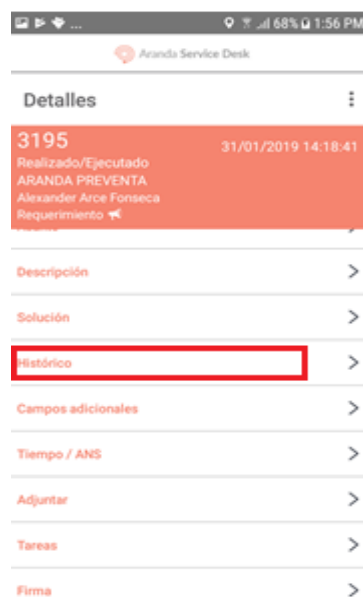 68% 1:56 PM
Aranda Service Desk
Detalles
3195
31/01/2019 14:18:41
Realizado/Ejecutado
ARANDA PREVENTA
Alexander Arce Fonseca
Requerimiento
Descripción
Solución
Histórico
Campos adicionales
Tiempo / ANS
Adjuntar
Tareas
Firma